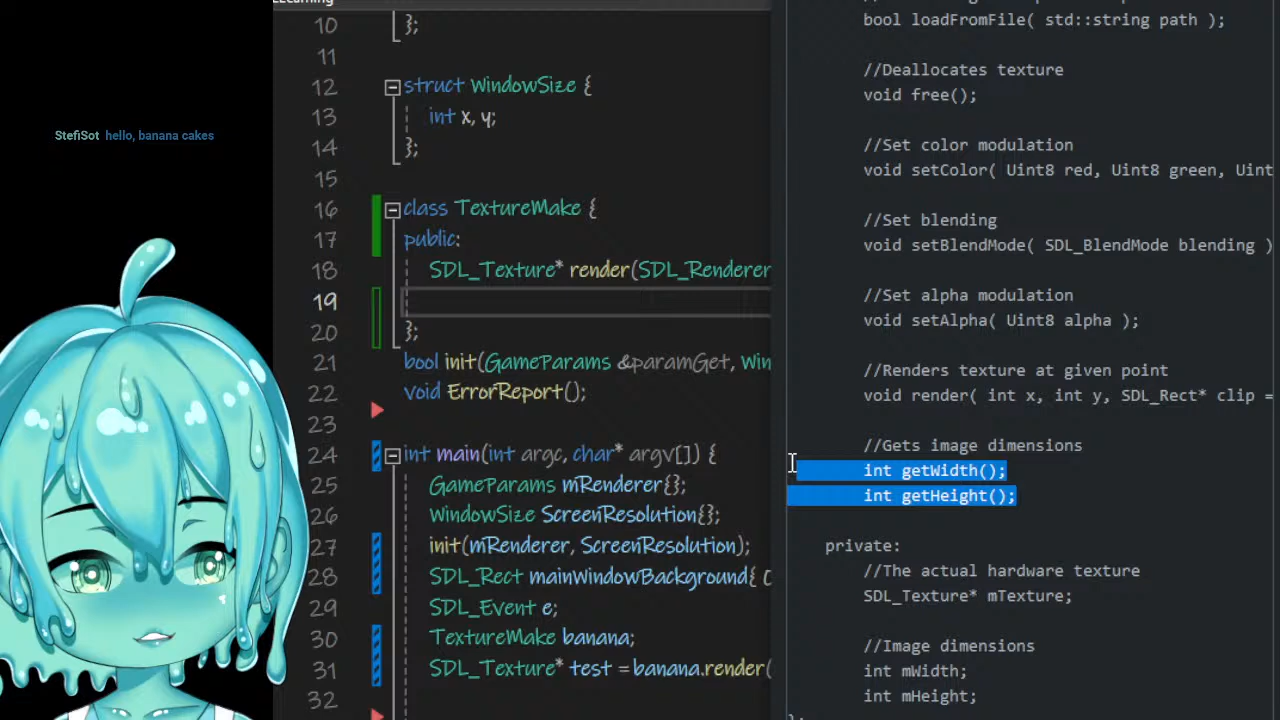 StefiSot hello, banana cakes
10 };
11
12 struct WindowSize {
13 int x, y;
14 };
15
16 class TextureMake {
17 public:
18 SDL_Texture* render(SDL_Renderer
19
20 };
21 bool init(GameParams &paramGet, Win
22 void ErrorReport();
23
24 int main(int argc, char* argv[]) {
25 GameParams mRenderer{};
26 WindowSize ScreenResolution{};
27 init(mRenderer, ScreenResolution);
28 SDL_Rect mainWindowBackground{
29 SDL_Event e;
30 TextureMake banana;
31 SDL_Texture* test = banana.render(
32
bool loadFromFile( std::string path );
//Deallocates texture
void free();
//Set color modulation
void setColor( Uint8 red, Uint8 green, Uint
//Set blending
void setBlendMode( SDL_BlendMode blending )
//Set alpha modulation
void setAlpha( Uint8 alpha );
//Renders texture at given point
void render( int x, int y, SDL_Rect* clip =
//Gets image dimensions
int getWidth();
int getHeight();
private:
//The actual hardware texture
SDL_Texture* mTexture;
//Image dimensions
int mWidth;
int mHeight;